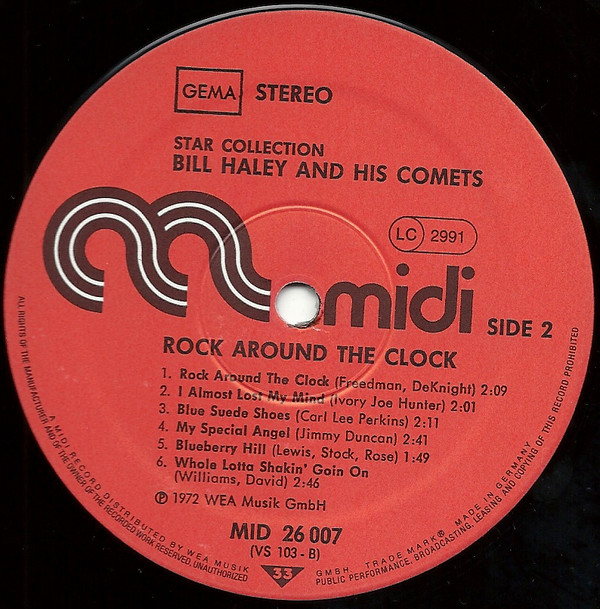 GEMA STEREO
STAR COLLECTION
BILL HALEY AND HIS COMETS
LC 2991
midi SIDE 2
ROCK AROUND THE CLOCK
1. Rock Around The Clock (Freedman, DeKnight) 2:09
2. I Almost Lost My Mind (Ivory Joe Hunter) 2:01
3. Blue Suede Shoes (Carl Lee Perkins) 2:11
4. My Special Angel (Jimmy Duncan) 2:41
5. Blueberry Hill (Lewis, Stock, Rose) 1:49
6. Whole Lotta Shakin' Goin On
(Williams, David) 2:46
℗ 1972 WEA Musik GmbH
MID 26 007
(VS 103 - B)
33
ALL RIGHTS OF THE MANUFACTURER AND OF THE OWNER OF THE RECORDED WORK RESERVED, UNAUTHORIZED PUBLIC PERFORMANCE, BROADCASTING, LEASING AND COPYING OF THIS RECORD PROHIBITED
A MIDI RECORD DISTRIBUTED BY WEA MUSIK GMBH, TRADE MARK® MADE IN GERMANY